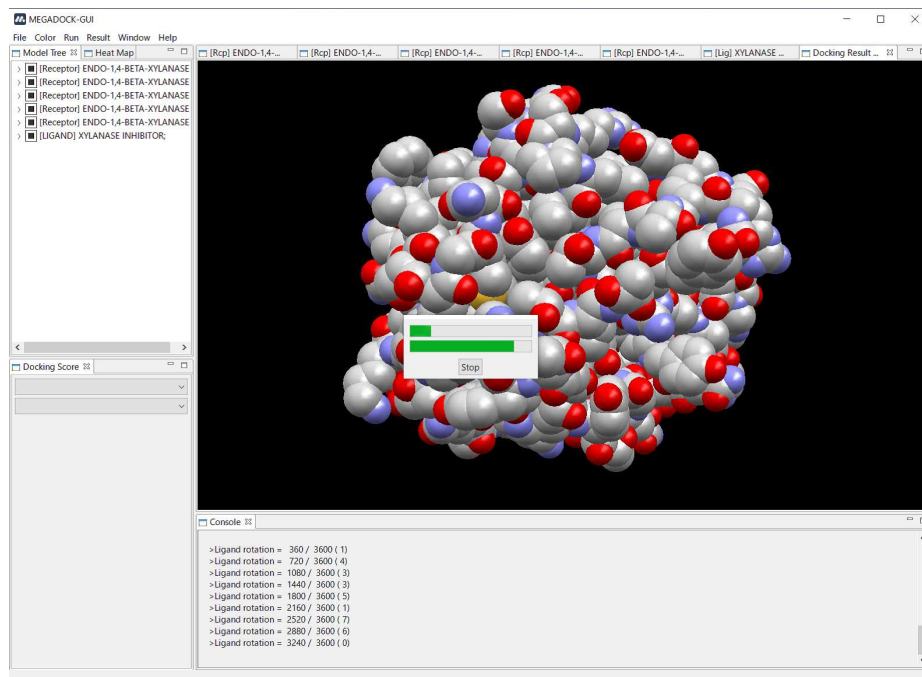 MEGADOCK-GUI
File Color Run Result Window Help
Model Tree Heat Map
[Rcp] ENDO-1,4-... [Rcp] ENDO-1,4-... [Rcp] ENDO-1,4-... [Rcp] ENDO-1,4-... [Rcp] ENDO-1,4-... [Lig] XYLANASE ... Docking Result ...
[Receptor] ENDO-1,4-BETA-XYLANASE
[Receptor] ENDO-1,4-BETA-XYLANASE
[Receptor] ENDO-1,4-BETA-XYLANASE
[Receptor] ENDO-1,4-BETA-XYLANASE
[Receptor] ENDO-1,4-BETA-XYLANASE
[LIGAND] XYLANASE INHIBITOR;
Docking Score
Stop
Console
>Ligand rotation = 360 / 3600 ( 1)
>Ligand rotation = 720 / 3600 ( 4)
>Ligand rotation = 1080 / 3600 ( 3)
>Ligand rotation = 1440 / 3600 ( 3)
>Ligand rotation = 1800 / 3600 ( 5)
>Ligand rotation = 2160 / 3600 ( 1)
>Ligand rotation = 2520 / 3600 ( 7)
>Ligand rotation = 2880 / 3600 ( 6)
>Ligand rotation = 3240 / 3600 ( 0)